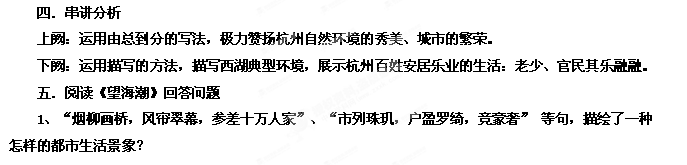 四．串讲分析
上网：运用由总到分的写法，极力赞扬杭州自然环境的秀美、城市的繁荣。
下网：运用描写的方法，描写西湖典型环境，展示杭州百姓安居乐业的生活：老少、官民其乐融融。
五．阅读《望海潮》回答问题
1、“烟柳画桥，风帘翠幕，参差十万人家”、“市列珠玑，户盈罗绮，竞豪奢” 等句，描绘了一种
怎样的都市生活景象？